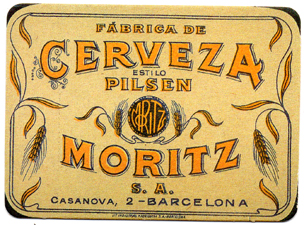 FÁBRICA DE
CERVEZA
ESTILO
PILSEN
MORITZ
MORITZ
S. A.
CASANOVA, 2-BARCELONA